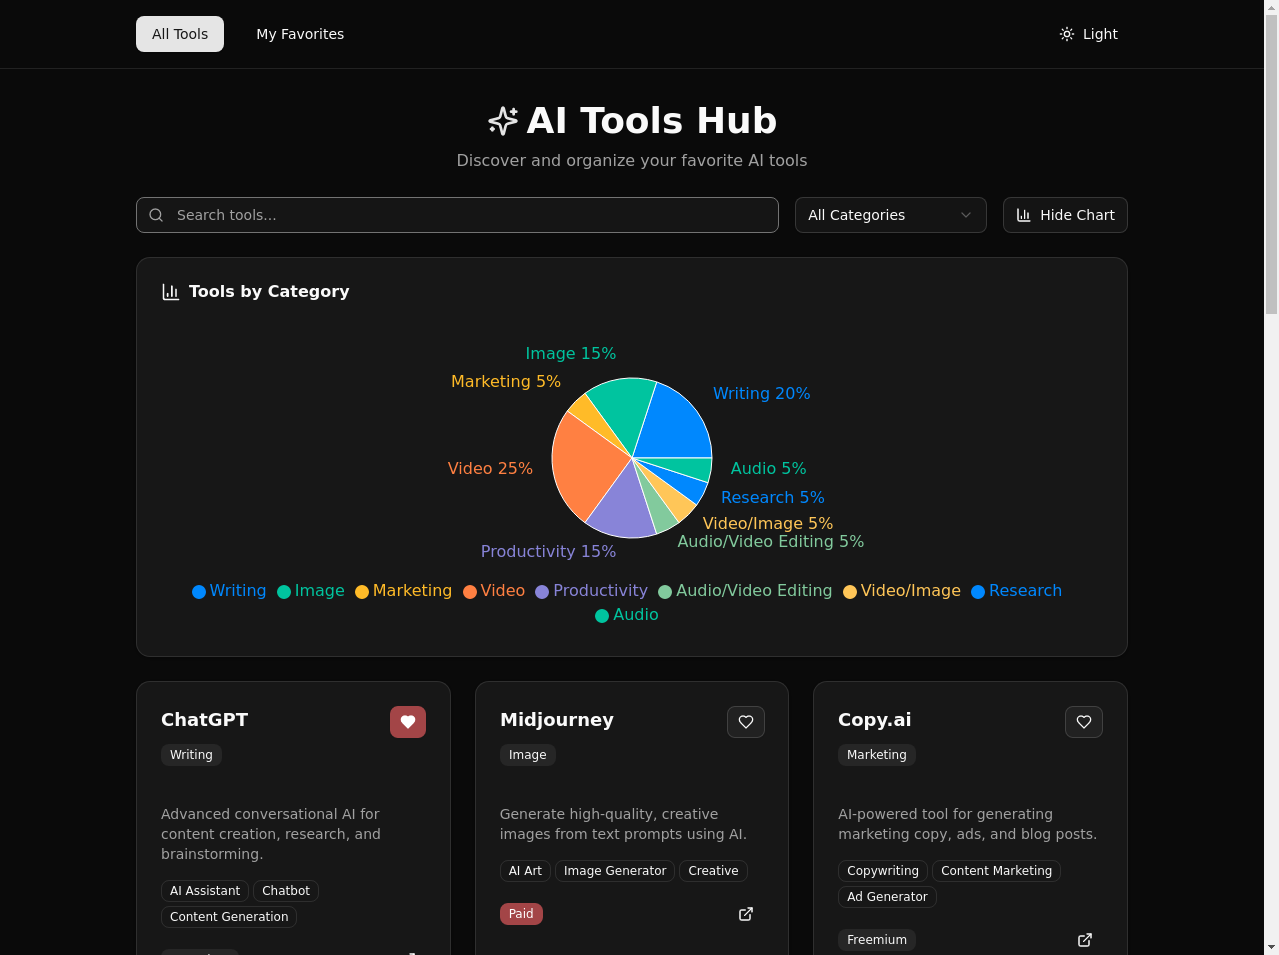 All Tools
My Favorites
Light
AI Tools Hub
Discover and organize your favorite AI tools
Search tools...
All Categories
Hide Chart
Tools by Category
Image 15%
Marketing 5%
Writing 20%
Video 25%
Audio 5%
Research 5%
Video/Image 5%
Audio/Video Editing 5%
Productivity 15%
Writing Image Marketing Video Productivity Audio/Video Editing Video/Image Research
Audio
ChatGPT
Writing
Advanced conversational AI for
content creation, research, and
brainstorming.
AI Assistant Chatbot
Content Generation
Midjourney
Image
Generate high-quality, creative
images from text prompts using AI.
AI Art Image Generator Creative
Paid
Copy.ai
Marketing
AI-powered tool for generating
marketing copy, ads, and blog posts.
Copywriting Content Marketing
Ad Generator
Freemium